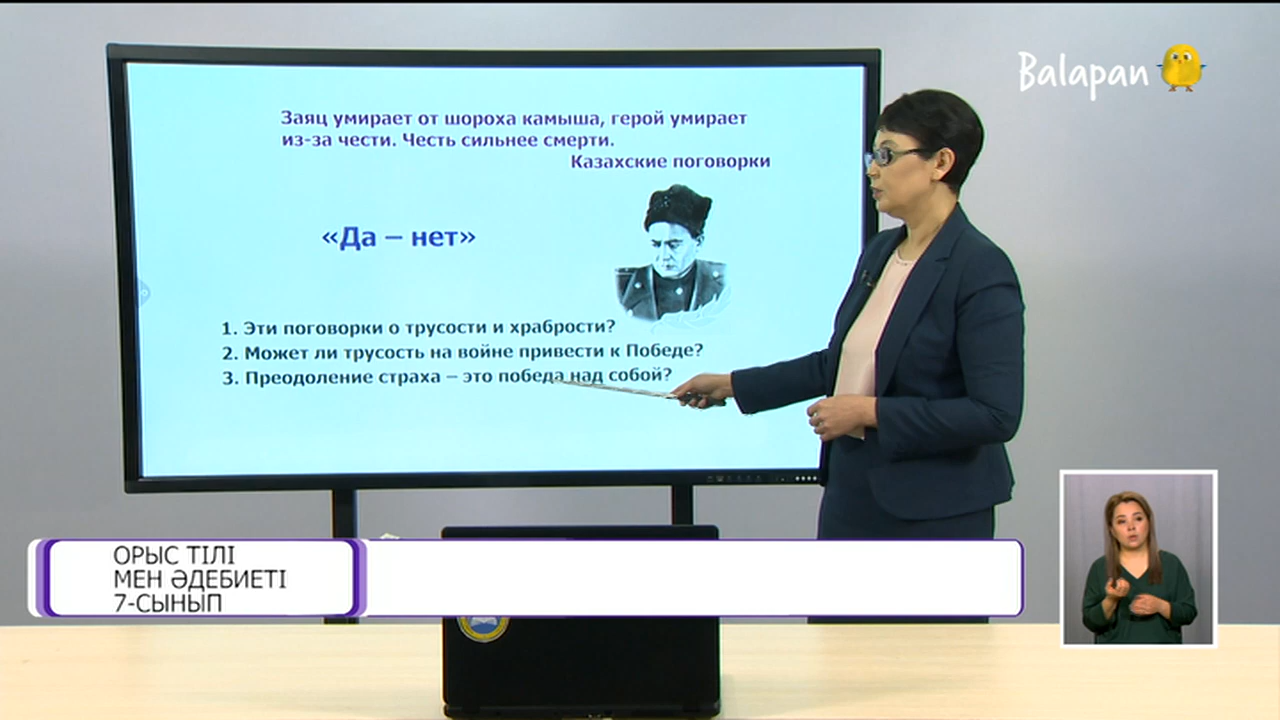 Balapan
Заяц умирает от шороха камыша, герой умирает
из-за чести. Честь сильнее смерти.
Казахские поговорки
«Да – нет»
1. Эти поговорки о трусости и храбрости?
2. Может ли трусость на войне привести к Победе?
3. Преодоление страха – это победа над собой?
ОРЫС ТІЛІ
МЕН ӘДЕБИЕТІ
7-СЫНЫП